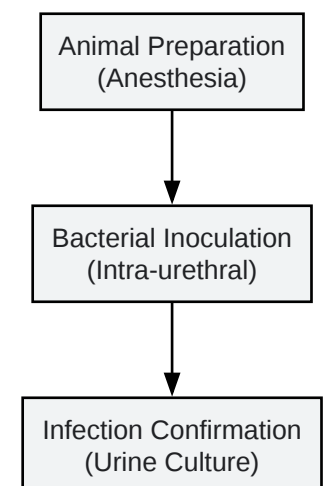 Animal Preparation
(Anesthesia)
Bacterial Inoculation
(Intra-urethral)
Infection Confirmation
(Urine Culture)